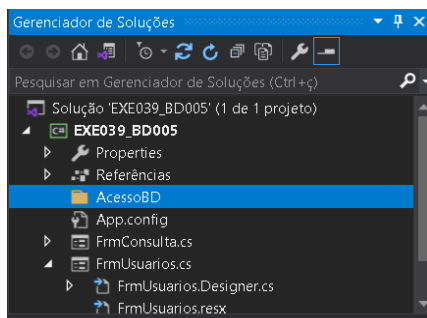 Gerenciador de Soluções
Pesquisar em Gerenciador de Soluções (Ctrl+ç)
Solução 'EXE039_BD005' (1 de 1 projeto)
C# EXE039_BD005
Properties
Referências
AcessoBD
App.config
FrmConsulta.cs
FrmUsuarios.cs
FrmUsuarios.Designer.cs
FrmUsuarios.resx